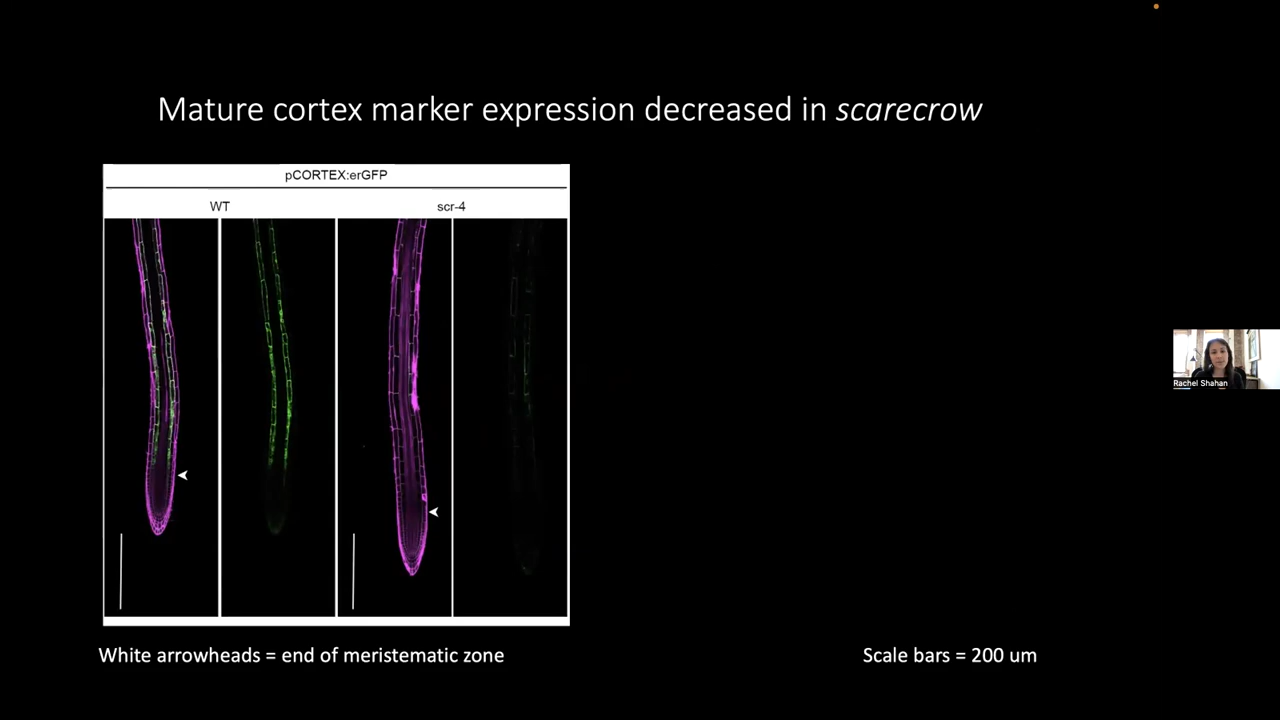 Mature cortex marker expression decreased in scarecrow
pCORTEX:erGFP
WT
scr-4
Rachel Shahan
White arrowheads = end of meristematic zone
Scale bars = 200 um